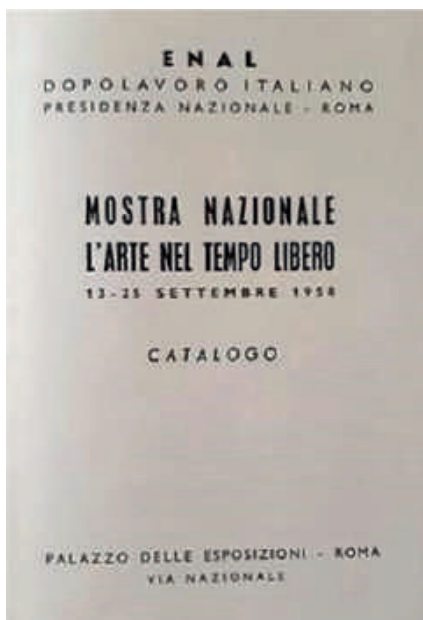 ENAL
DOPOLAVORO ITALIANO
PRESIDENZA NAZIONALE - ROMA
MOSTRA NAZIONALE
L'ARTE NEL TEMPO LIBERO
13-25 SETTEMBRE 1958
CATALOGO
PALAZZO DELLE ESPOSIZIONI - ROMA
VIA NAZIONALE